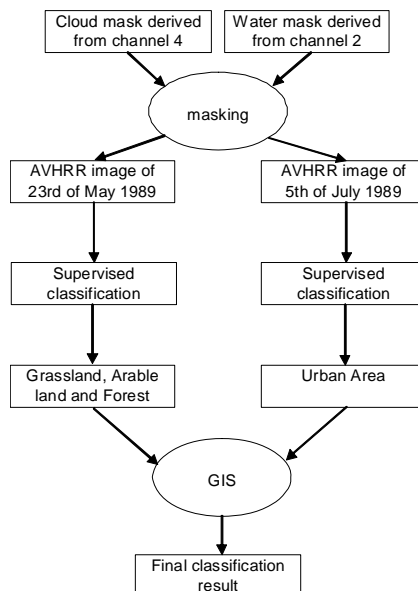 Cloud mask derived
from channel 4
Water mask derived
from channel 2
masking
AVHRR image of
23rd of May 1989
AVHRR image of
5th of July 1989
Supervised
classification
Supervised
classification
Grassland, Arable
land and Forest
Urban Area
GIS
Final classification
result